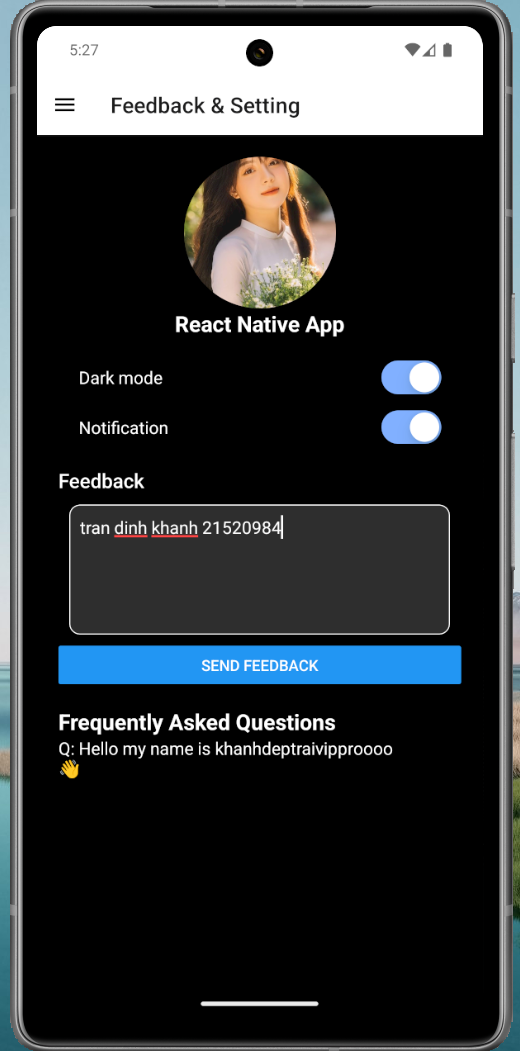 5:27
Feedback & Setting
React Native App
Dark mode
Notification
Feedback
tran dinh khanh 21520984
SEND FEEDBACK
Frequently Asked Questions
Q: Hello my name is khanhdeptraivipproooo
👋